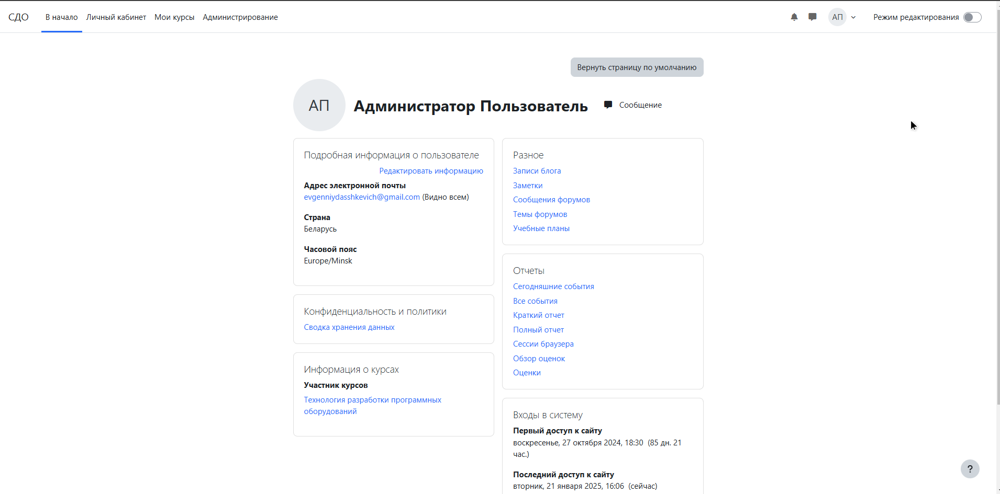 СДО
В начало
Личный кабинет
Мои курсы
Администрирование
АП
Режим редактирования
Вернуть страницу по умолчанию
АП
Администратор Пользователь
Сообщение
Подробная информация о пользователе
Редактировать информацию
Адрес электронной почты
evgenniydasshkevich@gmail.com (Видно всем)
Страна
Беларусь
Часовой пояс
Europe/Minsk
Конфиденциальность и политики
Сводка хранения данных
Информация о курсах
Участник курсов
Технология разработки программных
оборудований
Разное
Записи блога
Заметки
Сообщения форумов
Темы форумов
Учебные планы
Отчеты
Сегодняшние события
Все события
Краткий отчет
Полный отчет
Сессии браузера
Обзор оценок
Оценки
Входы в систему
Первый доступ к сайту
воскресенье, 27 октября 2024, 18:30 (85 дн. 21
час.)
Последний доступ к сайту
вторник, 21 января 2025, 16:06 (сейчас)
?